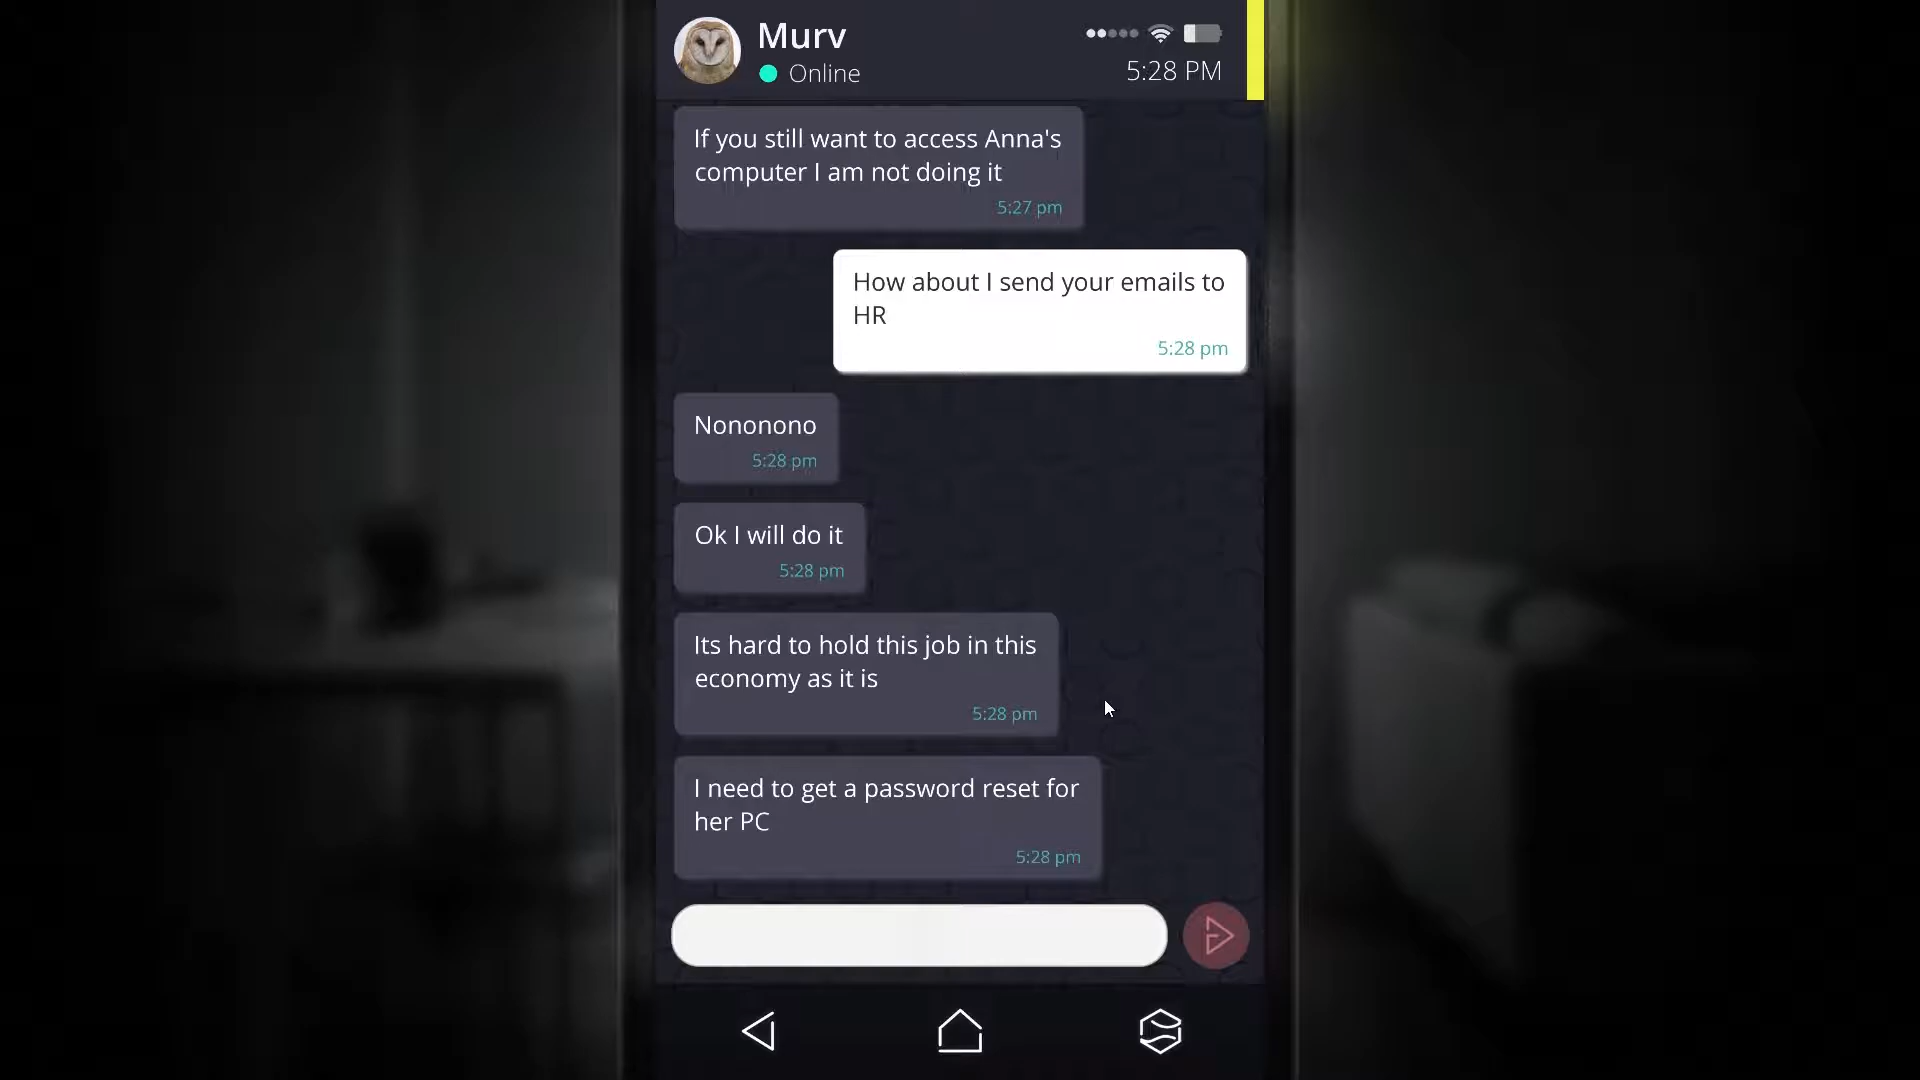 Murv
Online
5:28 PM
If you still want to access Anna's
computer I am not doing it
5:27 pm
How about I send your emails to
HR
5:28 pm
Nononono
5:28 pm
Ok I will do it
5:28 pm
Its hard to hold this job in this
economy as it is
5:28 pm
I need to get a password reset for
her PC
5:28 pm